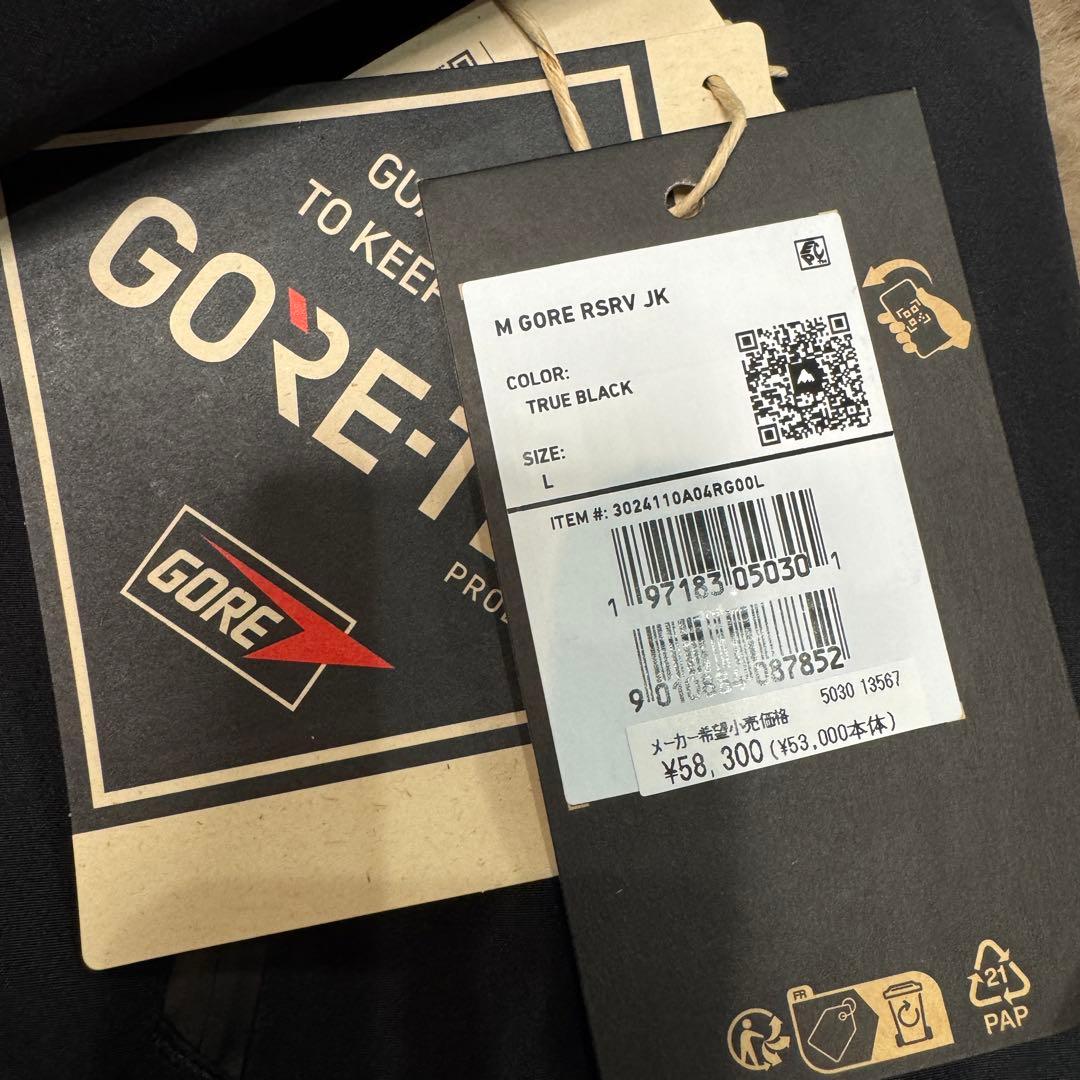 TO KEEP
GORE-T
GORE
M GORE RSRV JK
COLOR:
TRUE BLACK
SIZE:
L
ITEM #: 3024110A04RG00L
1 97183 05030 1
087852
5030 13567
メーカー希望小売価格
¥58,300(¥53,000本体)
FR
21
PAP